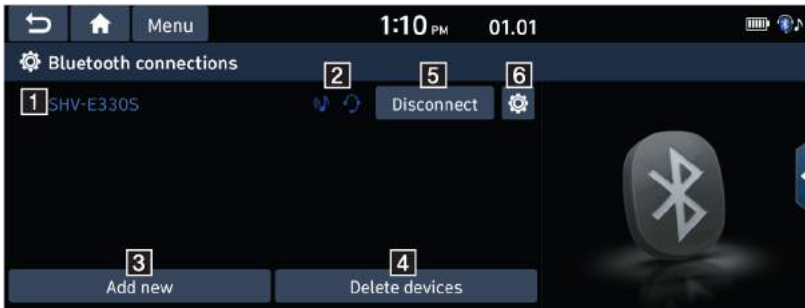 Menu
1:10 PM
01.01
Bluetooth connections
2
5
6
1
SHV-E330S
Disconnect
3
4
Add new
Delete devices